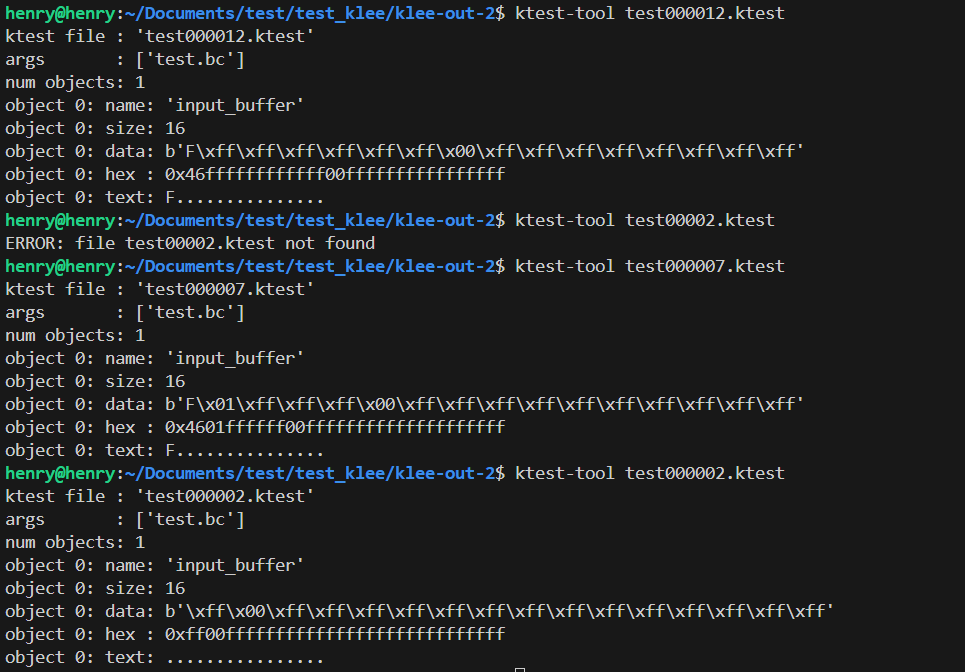 henry@henry:~/Documents/test/test_klee/klee-out-2$ ktest-tool test000012.ktest
ktest file : 'test000012.ktest'
args       : ['test.bc']
num objects: 1
object 0: name: 'input_buffer'
object 0: size: 16
object 0: data: b'F\xff\xff\xff\xff\xff\xff\x00\xff\xff\xff\xff\xff\xff\xff\xff'
object 0: hex : 0x46ffffffffffff00ffffffffffffffff
object 0: text: F...............
henry@henry:~/Documents/test/test_klee/klee-out-2$ ktest-tool test00002.ktest
ERROR: file test00002.ktest not found
henry@henry:~/Documents/test/test_klee/klee-out-2$ ktest-tool test000007.ktest
ktest file : 'test000007.ktest'
args       : ['test.bc']
num objects: 1
object 0: name: 'input_buffer'
object 0: size: 16
object 0: data: b'F\x01\xff\xff\xff\x00\xff\xff\xff\xff\xff\xff\xff\xff\xff\xff'
object 0: hex : 0x4601ffffff00ffffffffffffffffffff
object 0: text: F...............
henry@henry:~/Documents/test/test_klee/klee-out-2$ ktest-tool test000002.ktest
ktest file : 'test000002.ktest'
args       : ['test.bc']
num objects: 1
object 0: name: 'input_buffer'
object 0: size: 16
object 0: data: b'\xff\x00\xff\xff\xff\xff\xff\xff\xff\xff\xff\xff\xff\xff\xff\xff'
object 0: hex : 0xff00ffffffffffffffffffffffffffff
object 0: text: ................